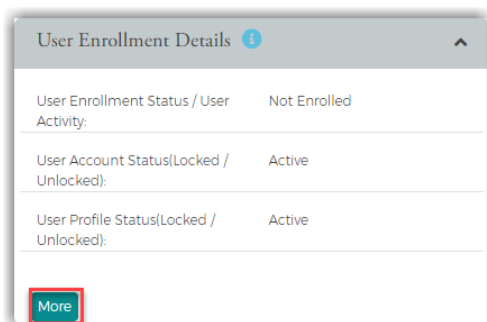 User Enrollment Details
User Enrollment Status / User Not Enrolled
Activity:
User Account Status(Locked / Active
Unlocked):
User Profile Status(Locked / Active
Unlocked):
More